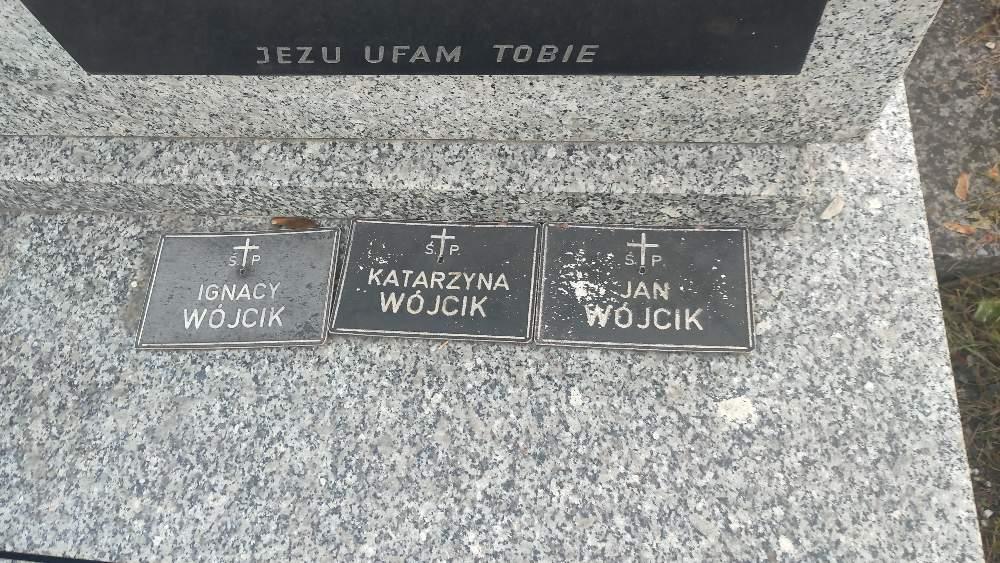 JEZU UFAM TOBIE
Ś.P.
IGNACY
WÓJCIK
Ś.P.
KATARZYNA
WÓJCIK
Ś.P.
JAN
WÓJCIK